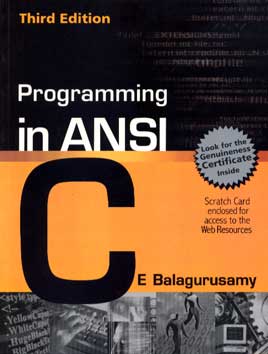 Third Edition
Programming
in ANSI
C
Look for the
Genuineness
Certificate
Inside
Scratch Card
enclosed for
access to the
Web Resources
E Balagurusamy